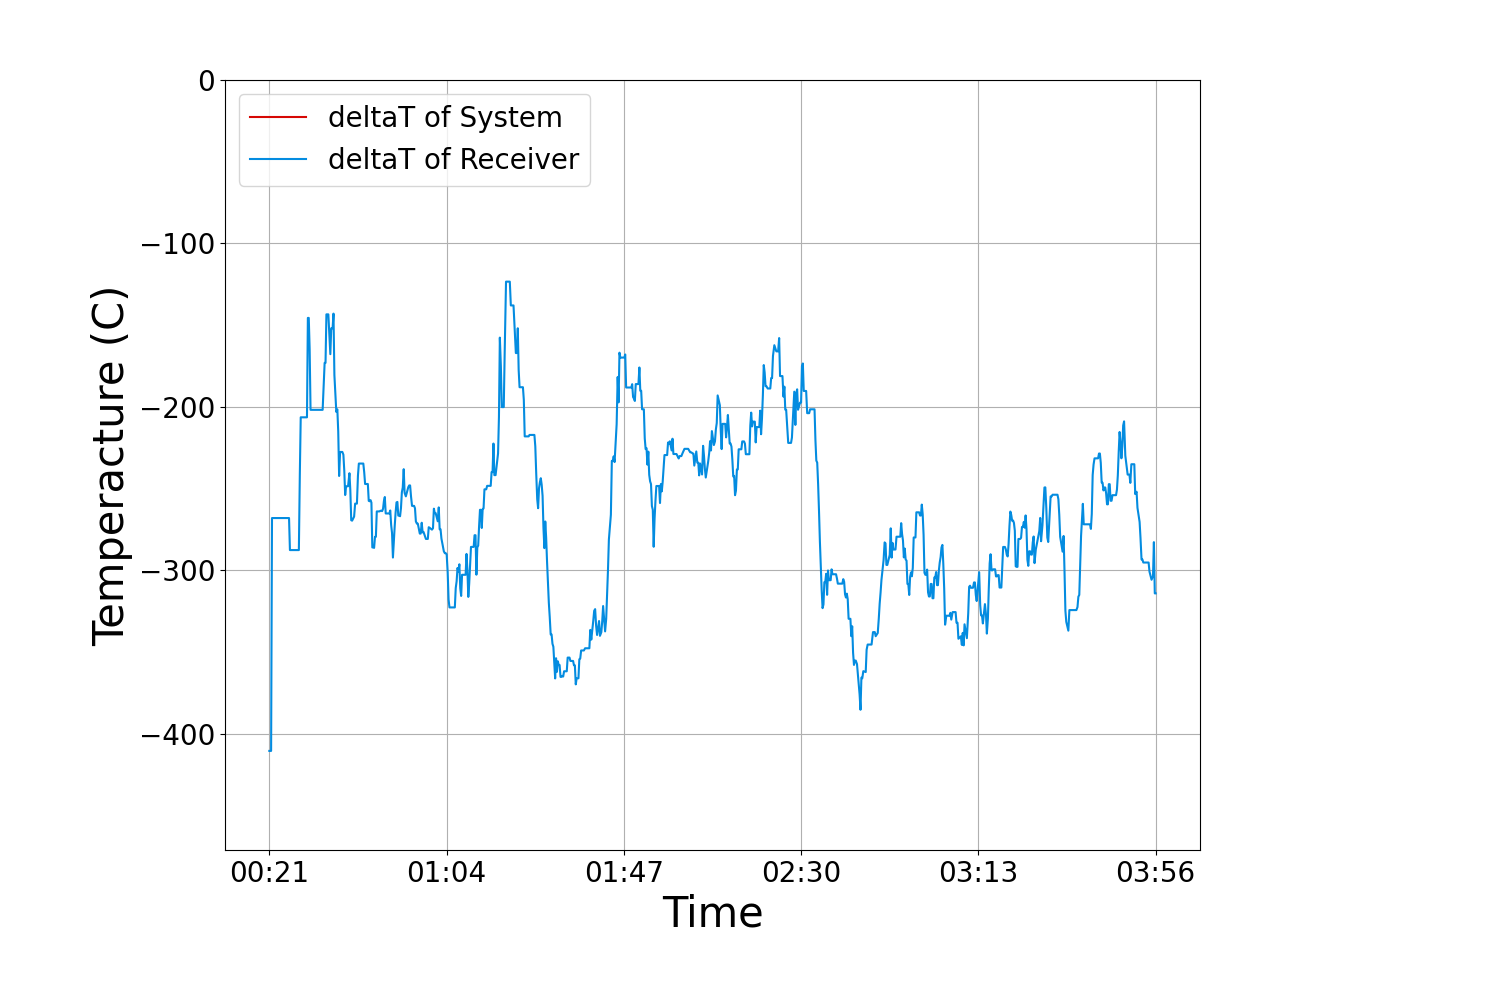 0
deltaT of System
deltaT of Receiver
−100
−200
−300
−400
Temperacture (C)
00:21 01:04 01:47 02:30 03:13 03:56
Time